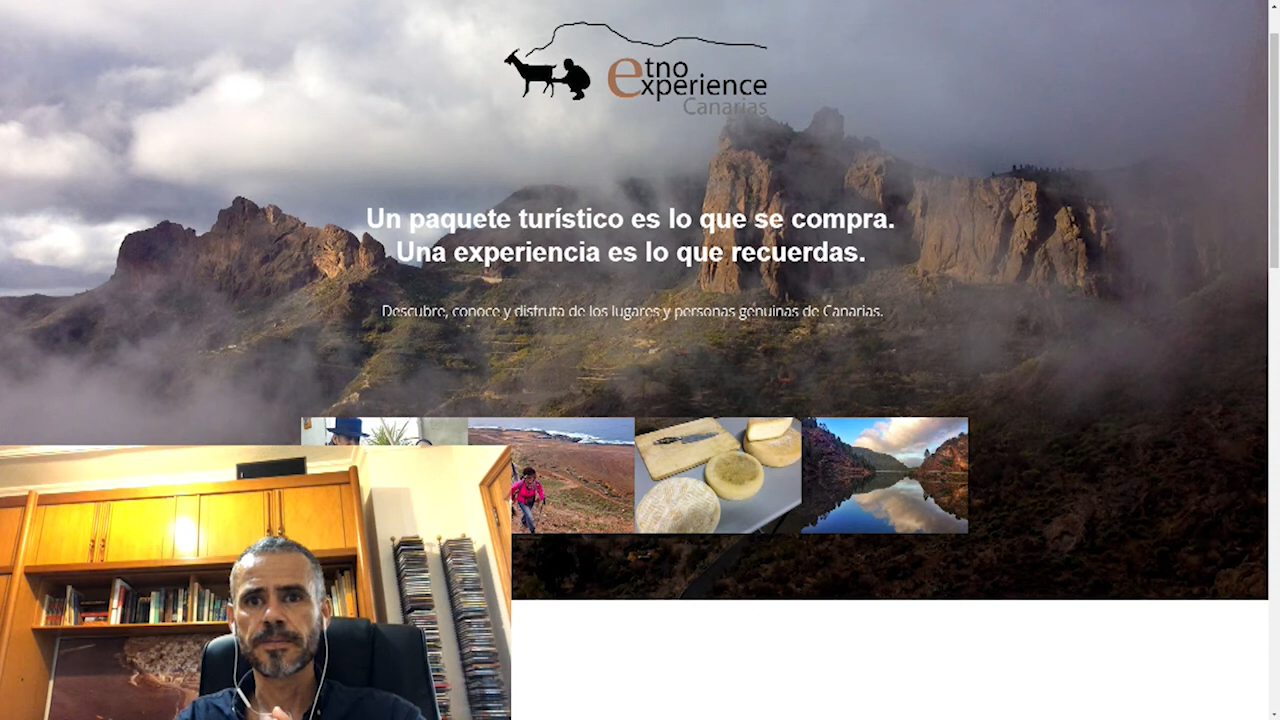 etno
experience
Canarias
Un paquete turístico es lo que se compra.
Una experiencia es lo que recuerdas.
Descubre, conoce y disfruta de los lugares y personas genuinas de Canarias.